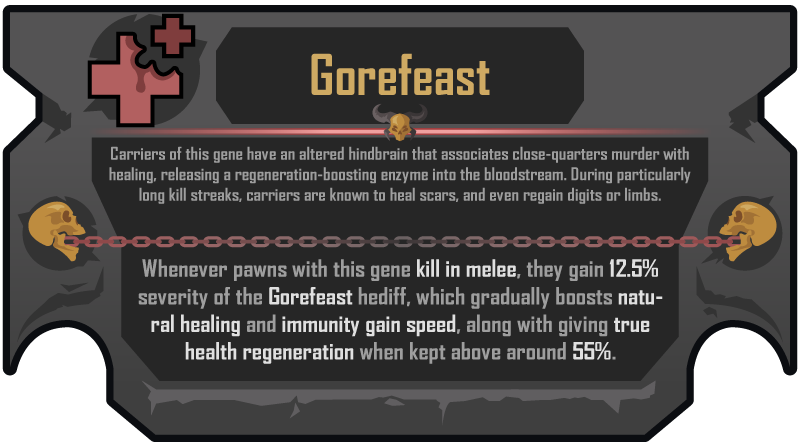 Gorefeast
Carriers of this gene have an altered hindbrain that associates close-quarters murder with
healing, releasing a regeneration-boosting enzyme into the bloodstream. During particularly
long kill streaks, carriers are known to heal scars, and even regain digits or limbs.
Whenever pawns with this gene kill in melee, they gain 12.5%
severity of the Gorefeast hediff, which gradually boosts natu-
ral healing and immunity gain speed, along with giving true
health regeneration when kept above around 55%.